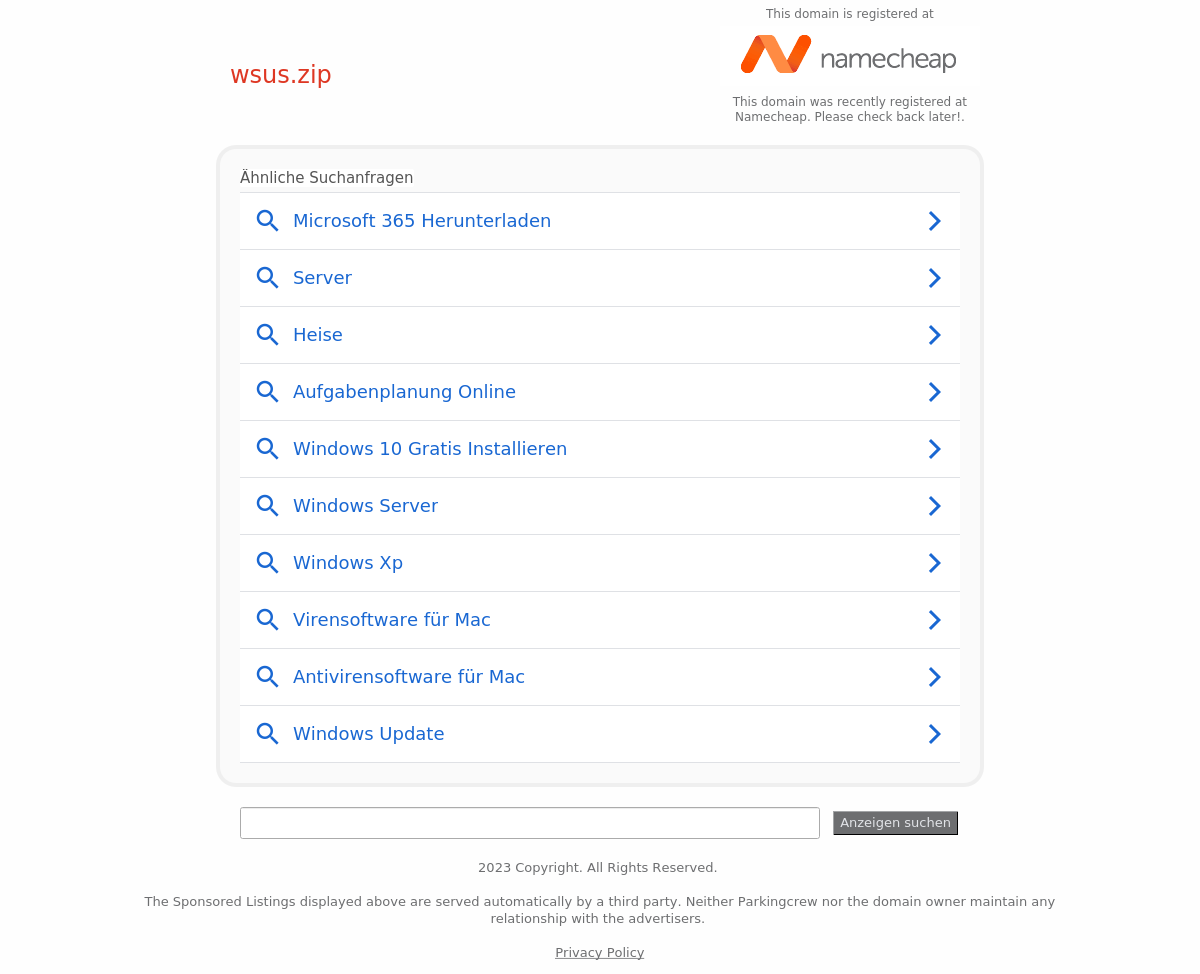 This domain is registered at
namecheap
wsus.zip
This domain was recently registered at
Namecheap. Please check back later!.
Ähnliche Suchanfragen
Microsoft 365 Herunterladen
Server
Heise
Aufgabenplanung Online
Windows 10 Gratis Installieren
Windows Server
Windows Xp
Virensoftware für Mac
Antivirensoftware für Mac
Windows Update
Anzeigen suchen
2023 Copyright. All Rights Reserved.
The Sponsored Listings displayed above are served automatically by a third party. Neither Parkingcrew nor the domain owner maintain any
relationship with the advertisers.
Privacy Policy